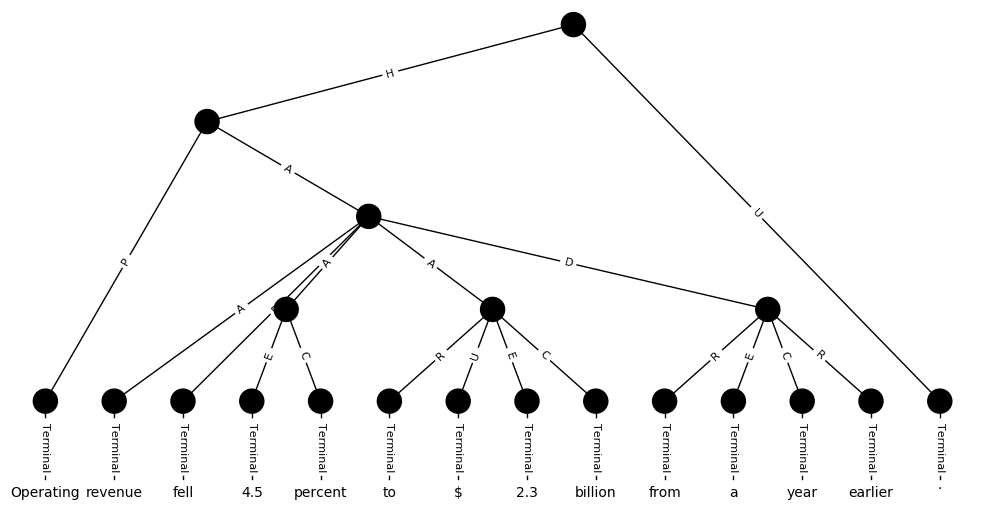 H
A
P
U
A
A
A
D
E
C
R
U
E
C
R
E
C
R
Terminal Terminal Terminal Terminal Terminal Terminal Terminal Terminal Terminal Terminal Terminal Terminal Terminal Terminal
Operating revenue fell 4.5 percent to $ 2.3 billion from a year earlier .